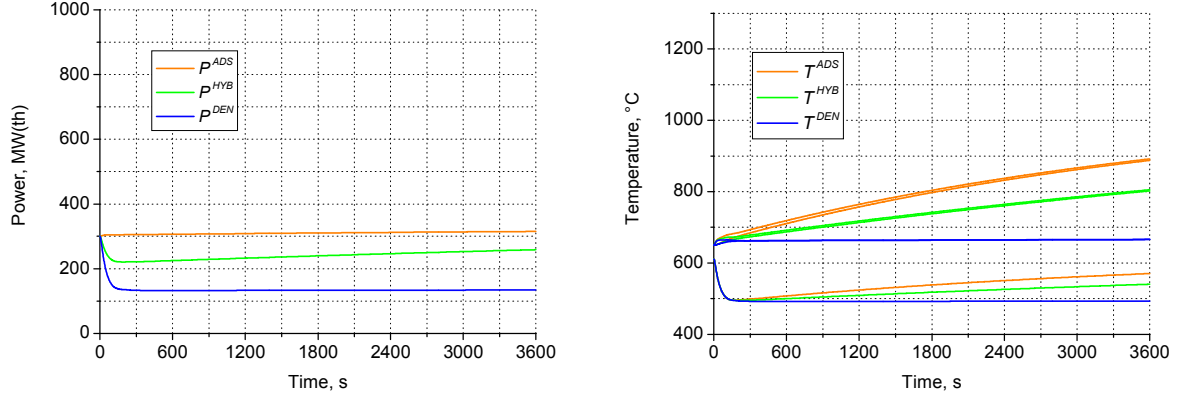 1000
800
600
400
200
0
Power, MW(th)
P^ADS
P^HYB
P^DEN
0 600 1200 1800 2400 3000 3600
Time, s
1200
1000
800
600
400
Temperature, °C
T^ADS
T^HYB
T^DEN
0 600 1200 1800 2400 3000 3600
Time, s